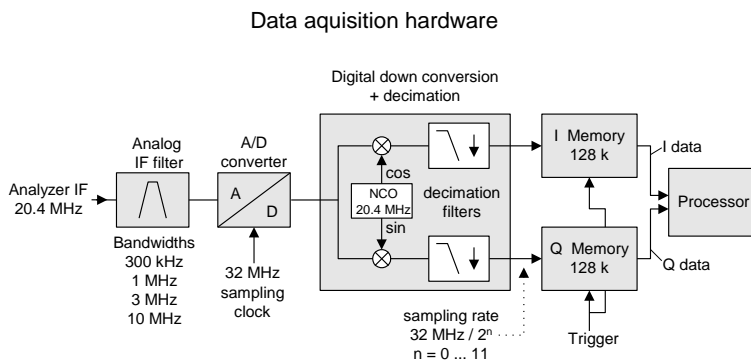 Data aquisition hardware
Digital down conversion
+ decimation
Analog
IF filter
A/D
converter
Analyzer IF
20.4 MHz
A
D
cos
NCO
20.4 MHz
sin
decimation
filters
I Memory
128 k
I data
Processor
Q Memory
128 k
Q data
Bandwidths
300 kHz
1 MHz
3 MHz
10 MHz
32 MHz
sampling
clock
sampling rate
32 MHz / 2ⁿ
n = 0 ... 11
Trigger